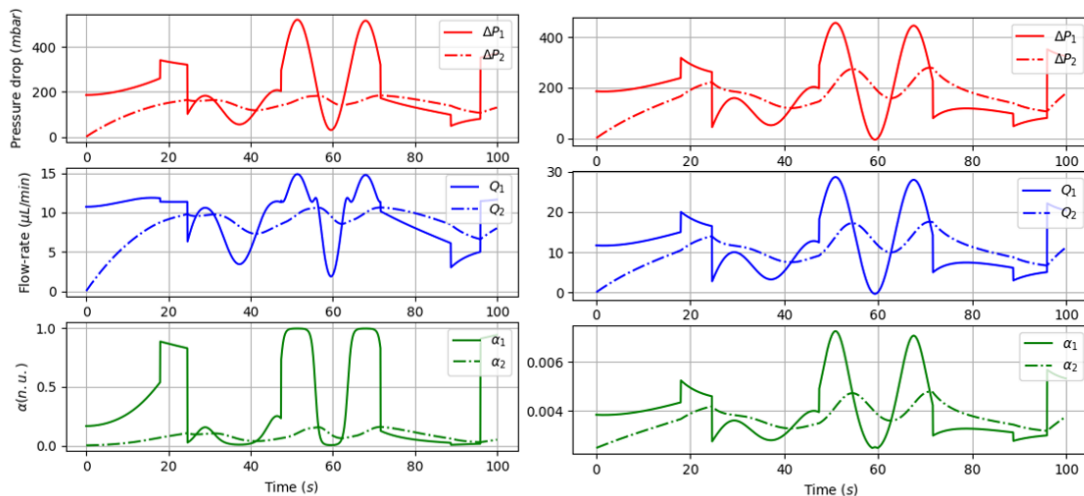 Pressure drop (mbar)
400
200
0
ΔP₁
ΔP₂
0 20 40 60 80 100
Flow-rate (μL/min)
15
10
5
0
Q₁
Q₂
0 20 40 60 80 100
α(n. u.)
1.0
0.5
0.0
α₁
α₂
0 20 40 60 80 100
Time (s)
400
200
0
ΔP₁
ΔP₂
0 20 40 60 80 100
30
20
10
0
Q₁
Q₂
0 20 40 60 80 100
0.006
0.004
α₁
α₂
0 20 40 60 80 100
Time (s)